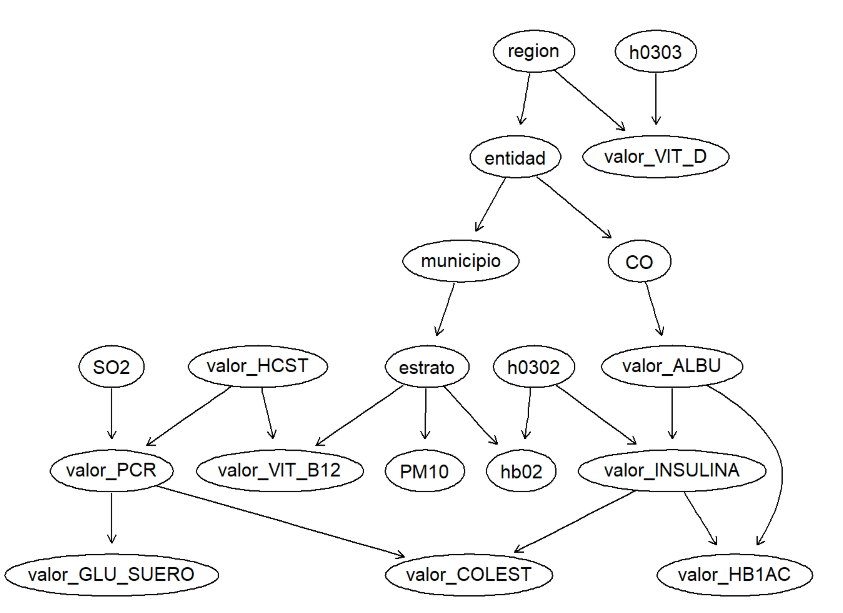 region
h0303
entidad
valor_VIT_D
municipio
CO
SO2
valor_HCST
estrato
h0302
valor_ALBU
valor_PCR
valor_VIT_B12
PM10
hb02
valor_INSULINA
valor_GLU_SUERO
valor_COLEST
valor_HB1AC